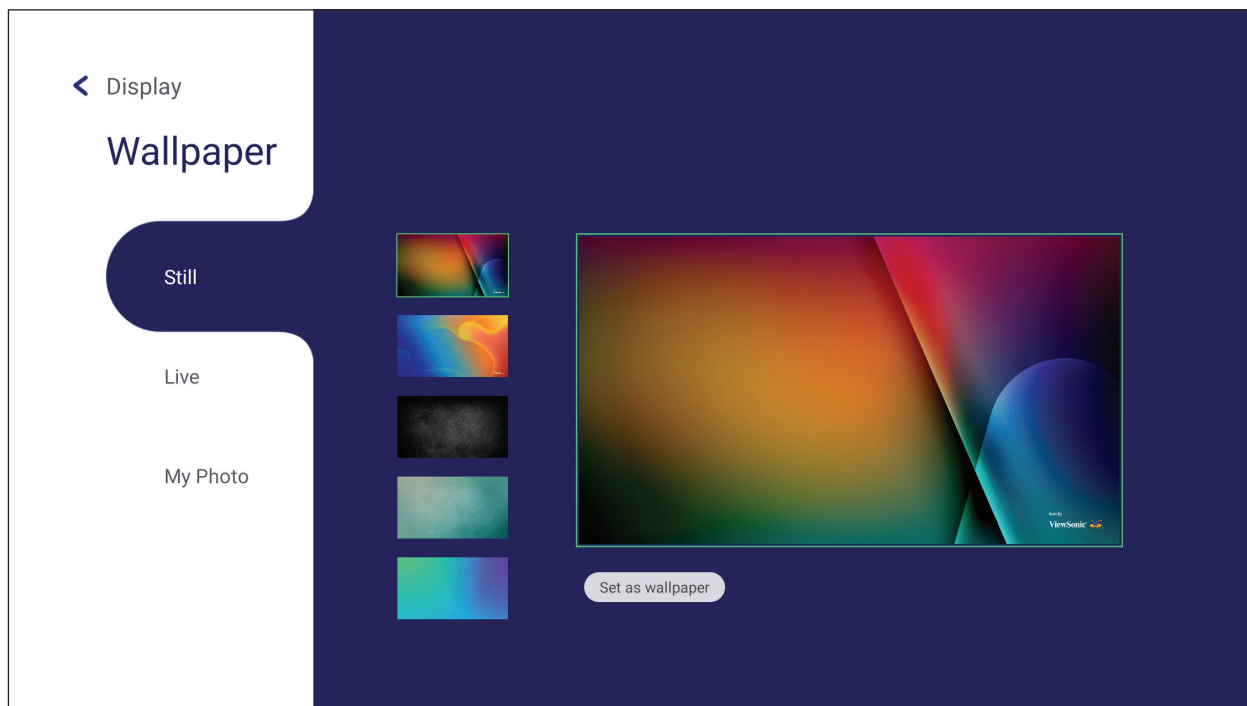 Display
Wallpaper
Still
Live
My Photo
ViewSonic
Set as wallpaper